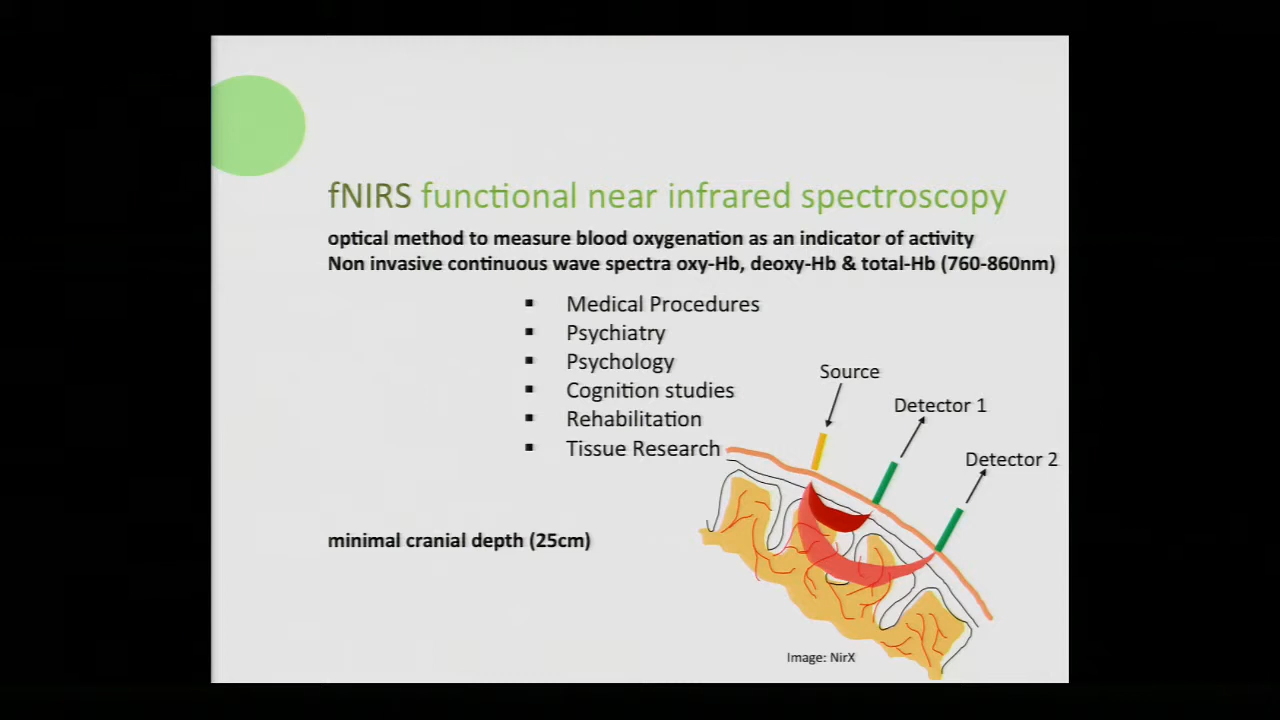 fNIRS functional near infrared spectroscopy
optical method to measure blood oxygenation as an indicator of activity
Non invasive continuous wave spectra oxy-Hb, deoxy-Hb & total-Hb (760-860nm)
▪ Medical Procedures
▪ Psychiatry
▪ Psychology
▪ Cognition studies
▪ Rehabilitation
▪ Tissue Research
Source
Detector 1
Detector 2
minimal cranial depth (25cm)
Image: NirX